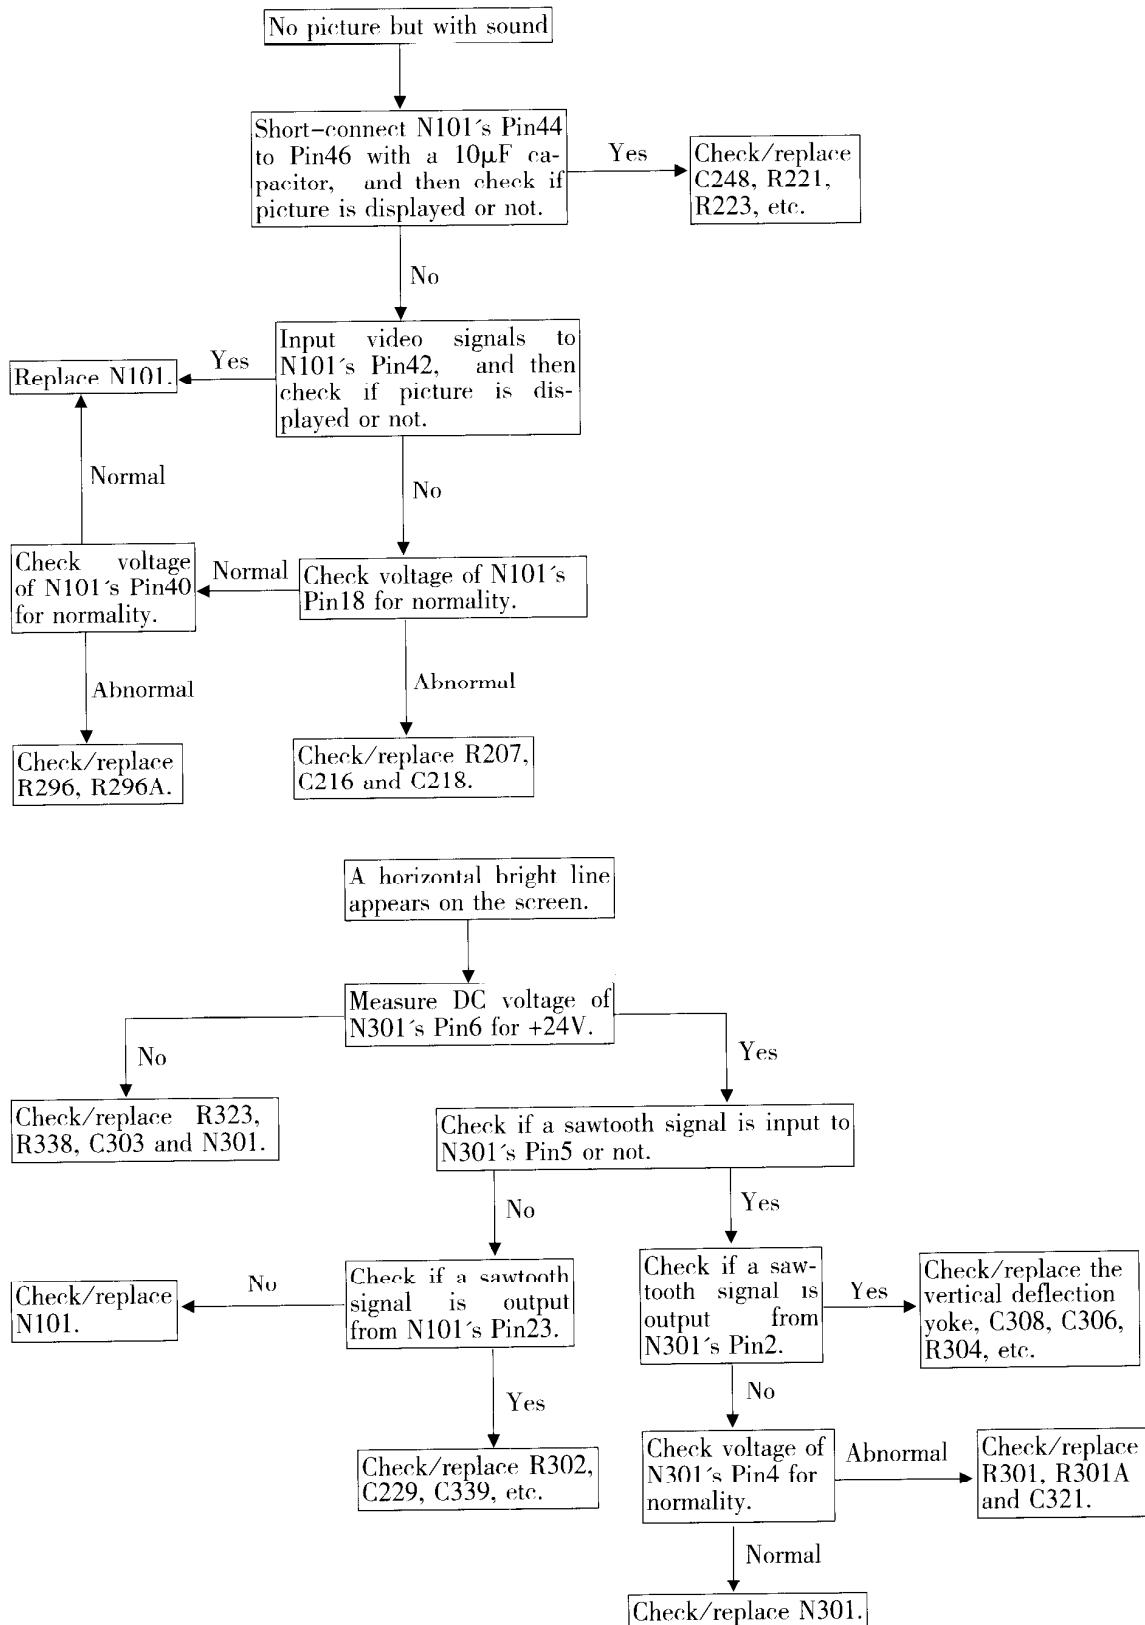 No picture but with sound
Short-connect N101´s Pin44
to Pin46 with a 10µF ca-
pacitor, and then check if
picture is displayed or not.
Yes
Check/replace
C248, R221,
R223, etc.
No
Input video signals to
N101´s Pin42, and then
check if picture is dis-
played or not.
Yes
Replace N101.
Normal
No
Check voltage
of N101´s Pin40
for normality.
Normal
Check voltage of N101´s
Pin18 for normality.
Abnormal
Abnormal
Check/replace
R296, R296A.
Check/replace R207,
C216 and C218.
A horizontal bright line
appears on the screen.
Measure DC voltage of
N301´s Pin6 for +24V.
No
Yes
Check/replace R323,
R338, C303 and N301.
Check if a sawtooth signal is input to
N301´s Pin5 or not.
No
Yes
Check/replace
N101.
No
Check if a sawtooth
signal is output
from N101´s Pin23.
Check if a saw-
tooth signal is
output from
N301´s Pin2.
Yes
Check/replace the
vertical deflection
yoke, C308, C306,
R304, etc.
Yes
No
Check/replace R302,
C229, C339, etc.
Check voltage of
N301´s Pin4 for
normality.
Abnormal
Check/replace
R301, R301A
and C321.
Normal
Check/replace N301.